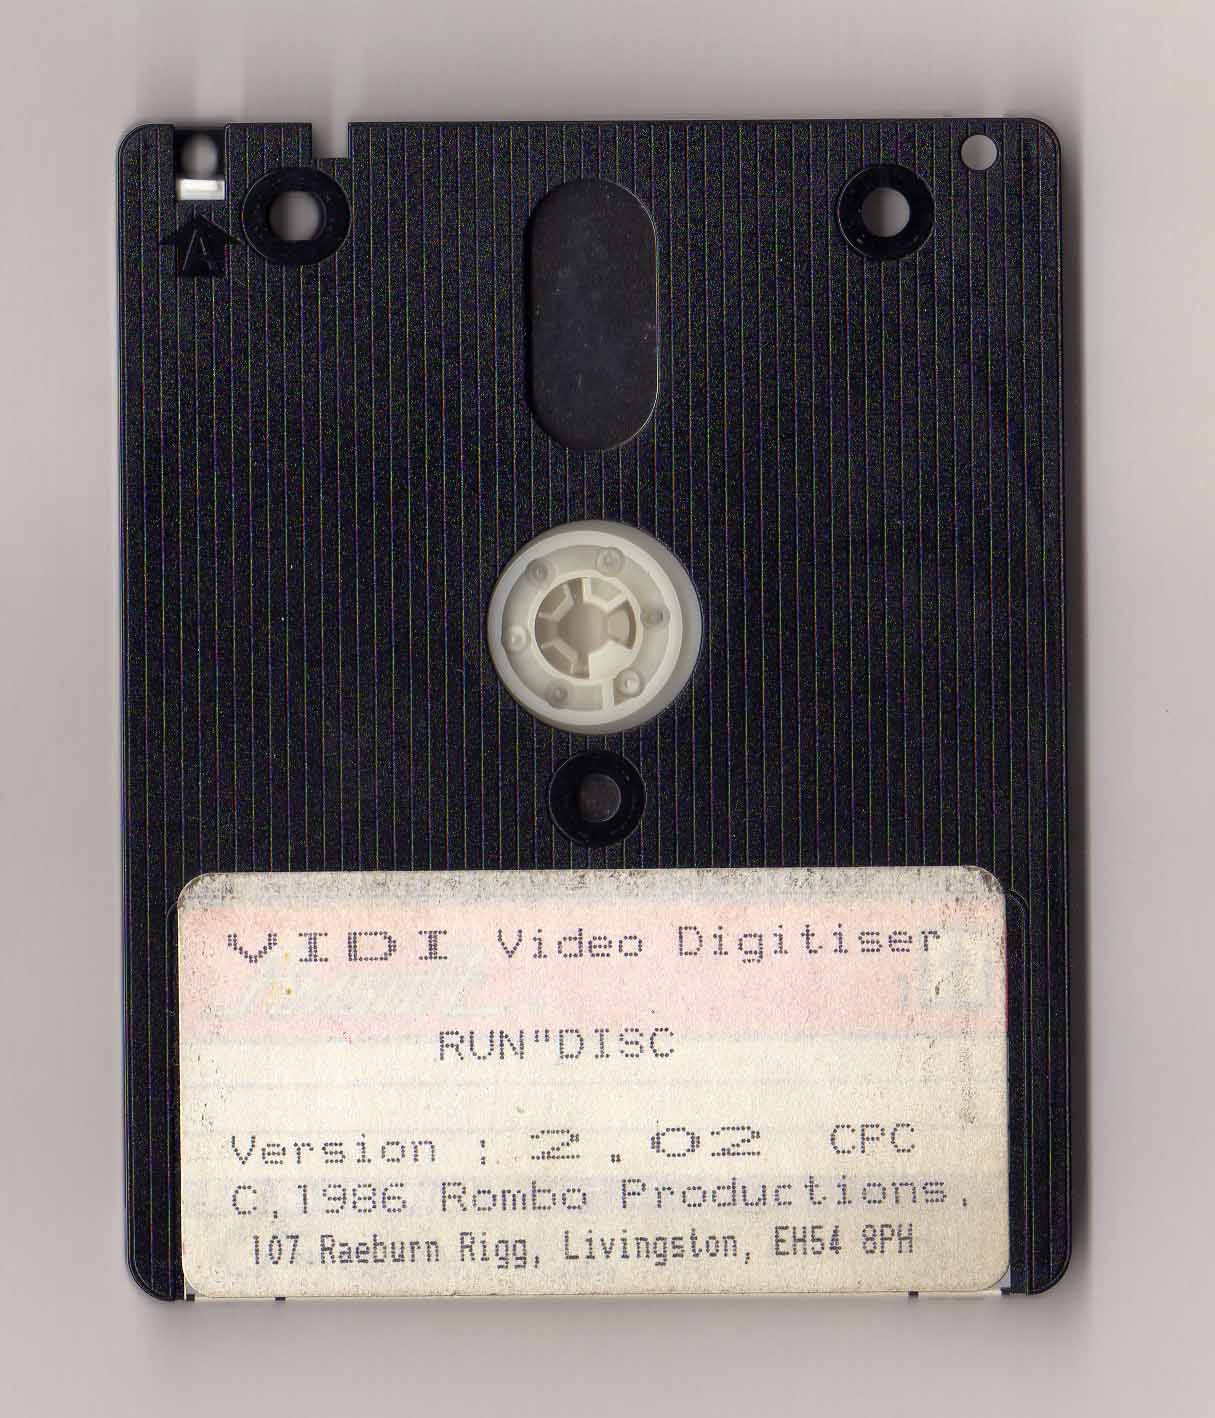 A
VIDI Video Digitiser
RUN"DISC
Version : 2.02 CPC
C,1986 Rombo Productions.
107 Raeburn Rigg, Livingston, EH54 8PH